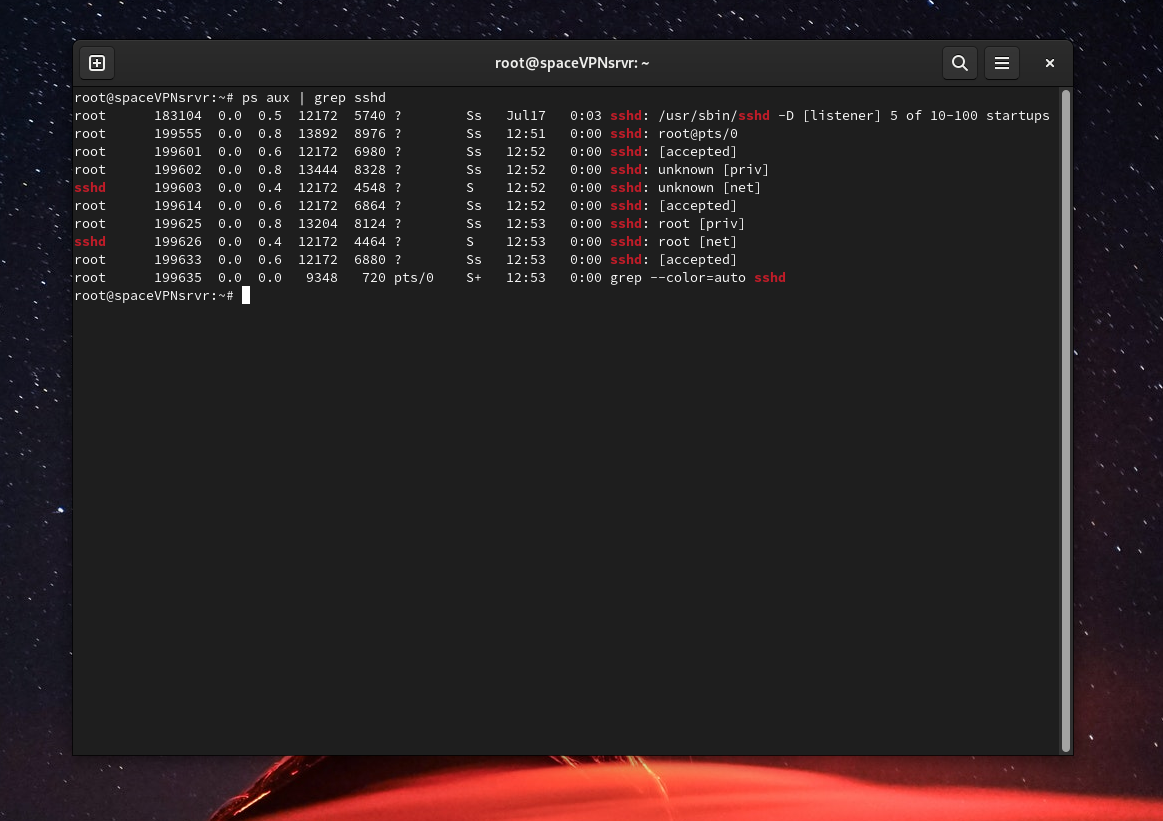 root@spaceVPNsrvr: ~
root@spaceVPNsrvr:~# ps aux | grep sshd
root      183104  0.0  0.5  12172  5740 ?        Ss   Jul17   0:03 sshd: /usr/sbin/sshd -D [listener] 5 of 10-100 startups
root      199555  0.0  0.8  13892  8976 ?        Ss   12:51   0:00 sshd: root@pts/0
root      199601  0.0  0.6  12172  6980 ?        Ss   12:52   0:00 sshd: [accepted]
root      199602  0.0  0.8  13444  8328 ?        Ss   12:52   0:00 sshd: unknown [priv]
sshd      199603  0.0  0.4  12172  4548 ?        S    12:52   0:00 sshd: unknown [net]
root      199614  0.0  0.6  12172  6864 ?        Ss   12:52   0:00 sshd: [accepted]
root      199625  0.0  0.8  13204  8124 ?        Ss   12:53   0:00 sshd: root [priv]
sshd      199626  0.0  0.4  12172  4464 ?        S    12:53   0:00 sshd: root [net]
root      199633  0.0  0.6  12172  6880 ?        Ss   12:53   0:00 sshd: [accepted]
root      199635  0.0  0.0   9348   720 pts/0    S+   12:53   0:00 grep --color=auto sshd
root@spaceVPNsrvr:~#